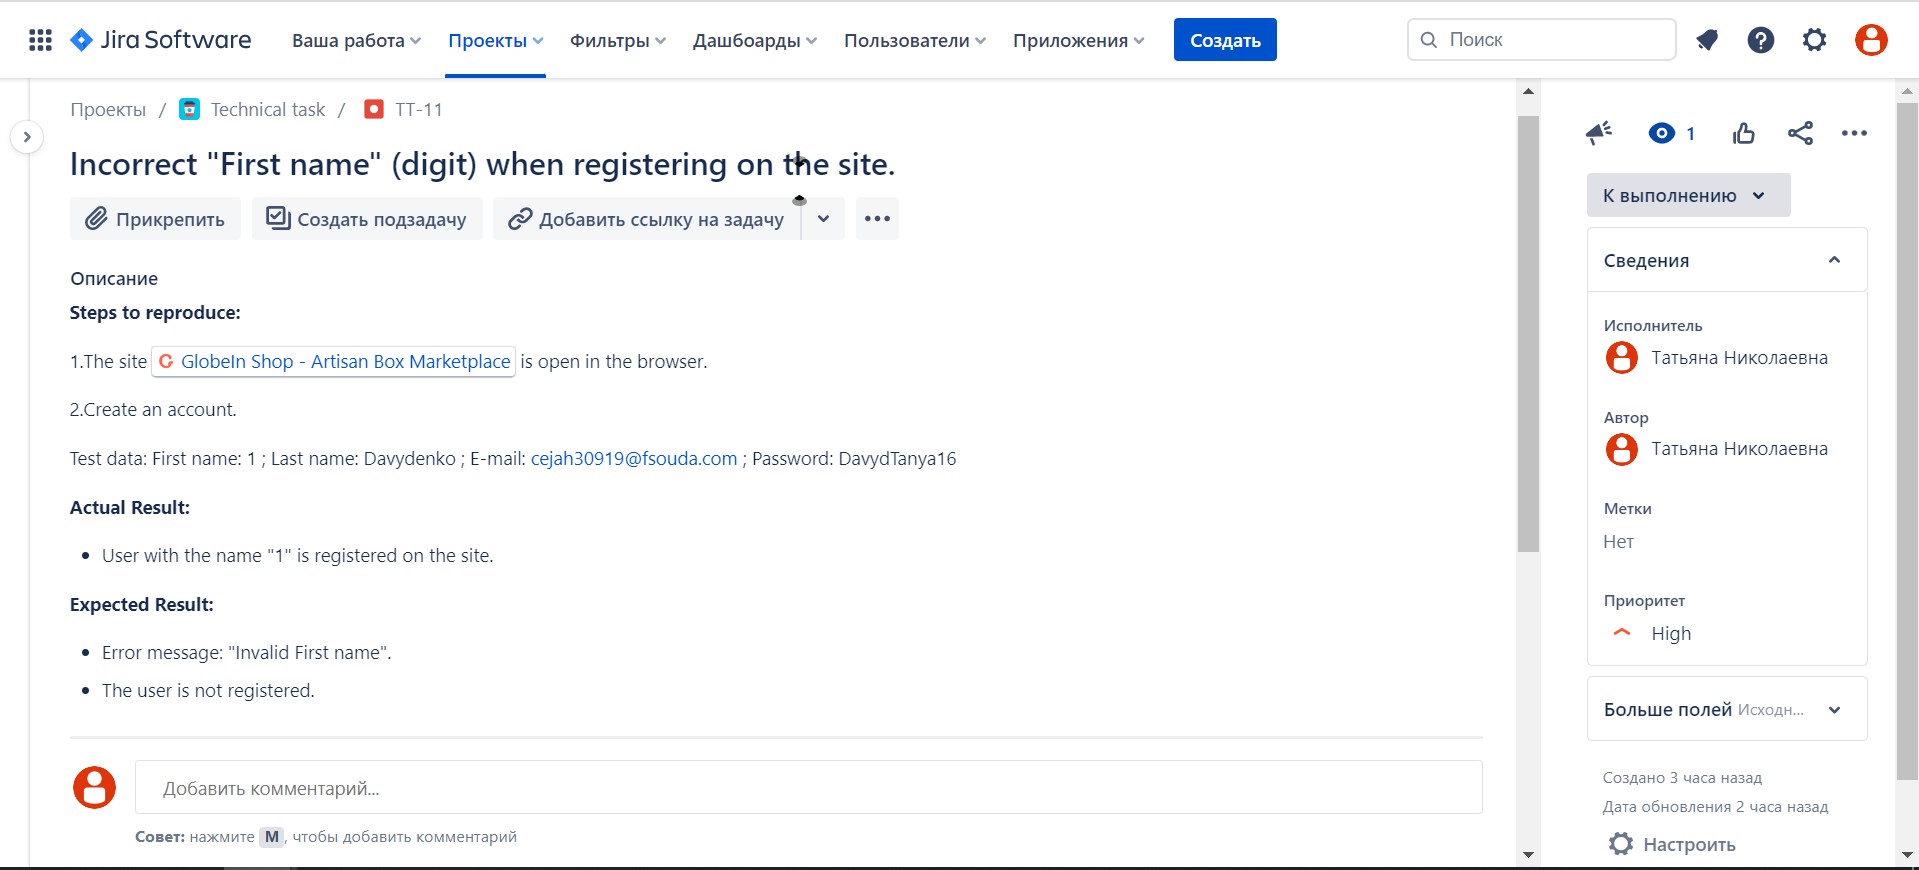 Jira Software Ваша работа Проекты Фильтры Дашбоарды Пользователи Приложения Создать Поиск
Проекты / Technical task / TT-11
Incorrect "First name" (digit) when registering on the site.
Прикрепить Создать подзадачу Добавить ссылку на задачу
Описание
Steps to reproduce:
1.The site GlobeIn Shop - Artisan Box Marketplace is open in the browser.
2.Create an account.
Test data: First name: 1 ; Last name: Davydenko ; E-mail: cejah30919@fsouda.com ; Password: DavydTanya16
Actual Result:
User with the name "1" is registered on the site.
Expected Result:
Error message: "Invalid First name".
The user is not registered.
Добавить комментарий...
Совет: нажмите M, чтобы добавить комментарий
1
К выполнению
Сведения
Исполнитель
Татьяна Николаевна
Автор
Татьяна Николаевна
Метки
Нет
Приоритет
High
Больше полей Исходн...
Создано 3 часа назад
Дата обновления 2 часа назад
Настроить